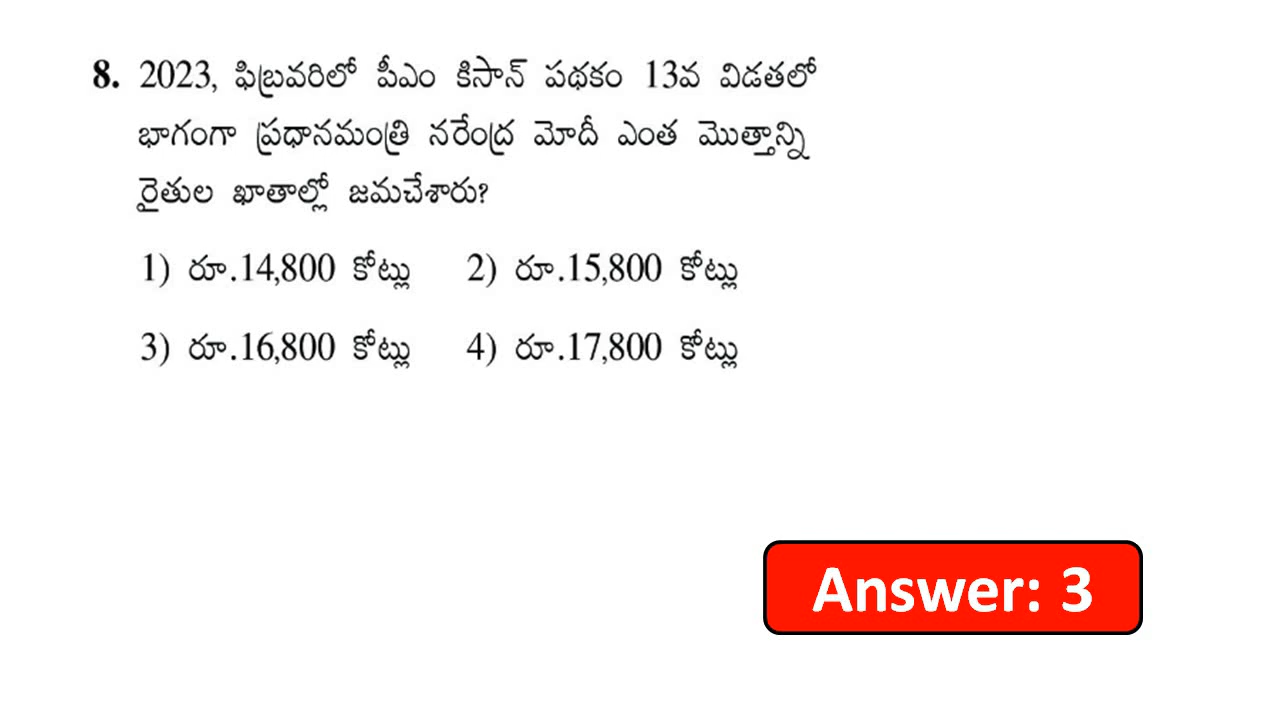 8. 2023, ఫిబ్రవరిలో పీఎం కిసాన్ పథకం 13వ విడతలో
భాగంగా ప్రధానమంత్రి నరేంద్ర మోదీ ఎంత మొత్తాన్ని
రైతుల ఖాతాల్లో జమచేశారు?
1) రూ.14,800 కోట్లు 2) రూ.15,800 కోట్లు
3) రూ.16,800 కోట్లు 4) రూ.17,800 కోట్లు
Answer: 3